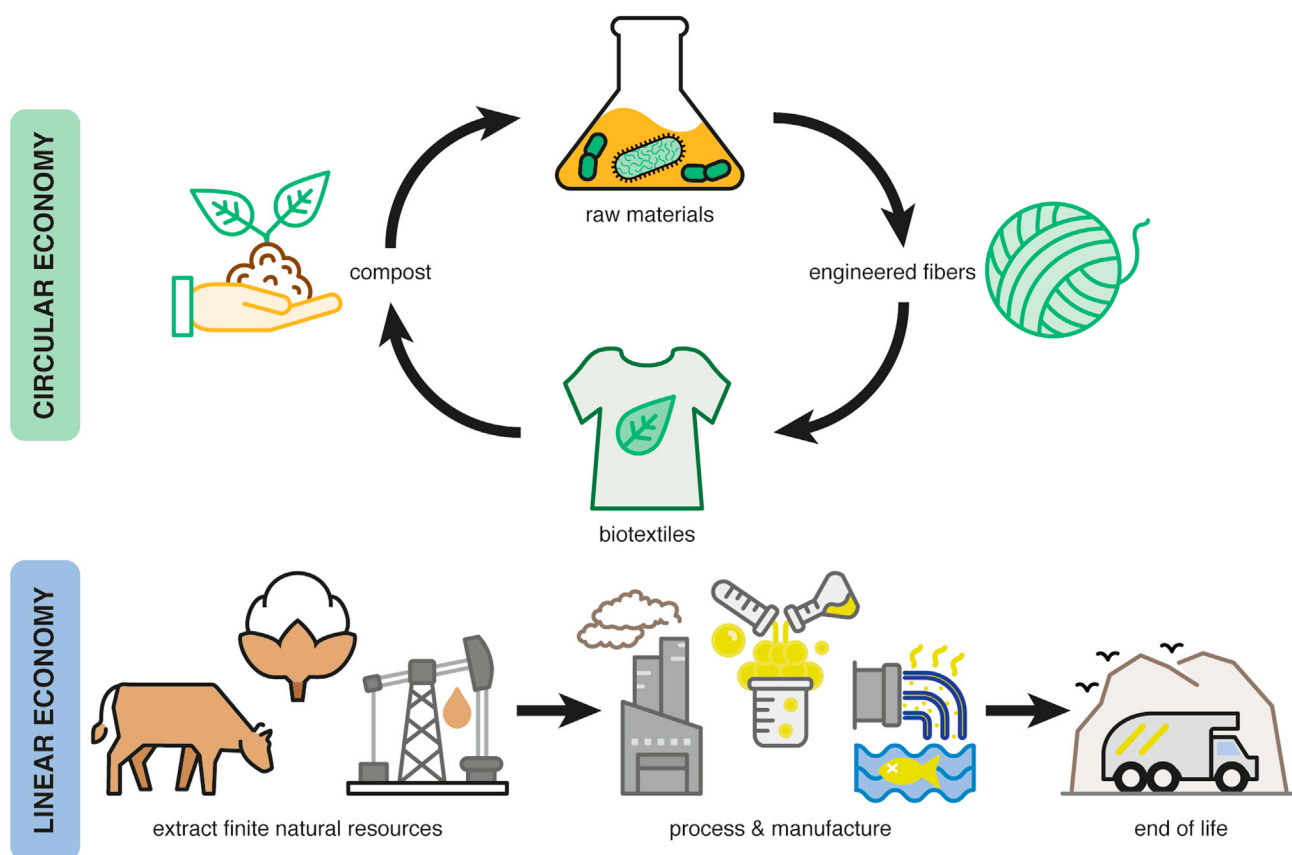 CIRCULAR ECONOMY
raw materials
compost
engineered fibers
biotextiles
LINEAR ECONOMY
extract finite natural resources
process & manufacture
end of life